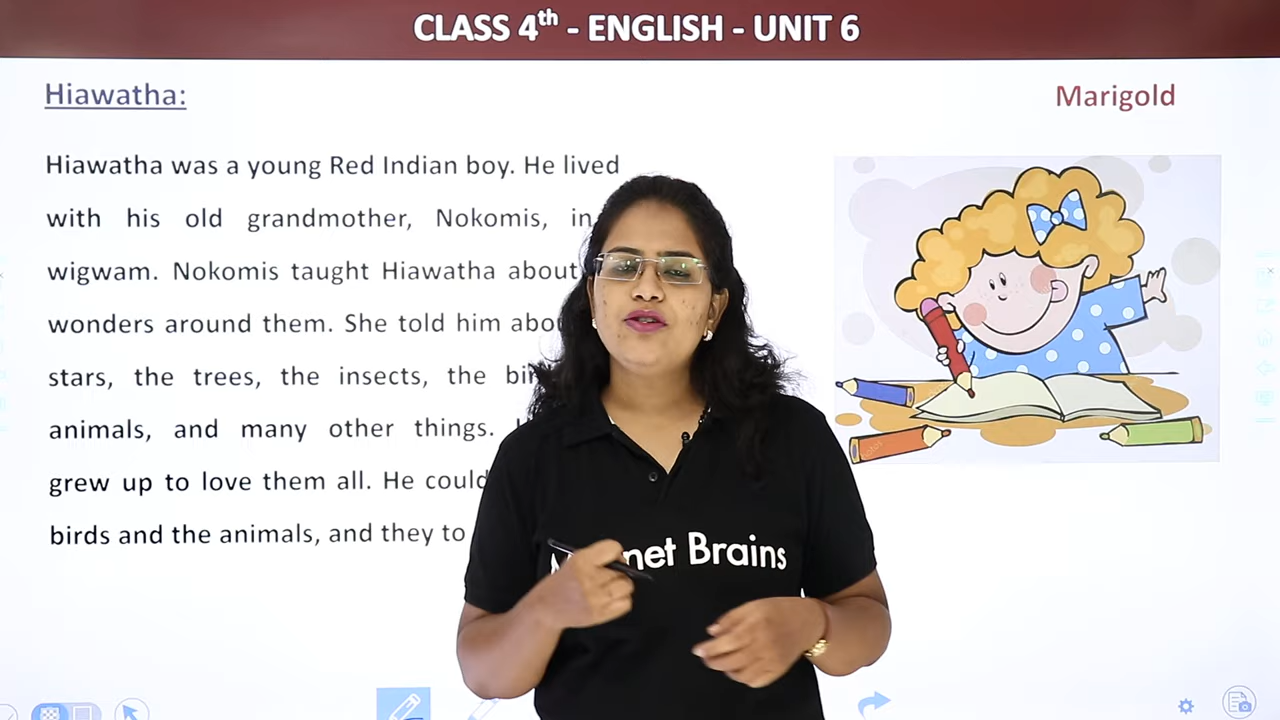 CLASS 4th - ENGLISH - UNIT 6
Hiawatha:
Marigold
Hiawatha was a young Red Indian boy. He lived
with his old grandmother, Nokomis, in
wigwam. Nokomis taught Hiawatha about
wonders around them. She told him
stars, the trees, the insects, the
animals, and many other things.
grew up to love them all. He could
birds and the animals, and they to
Brains